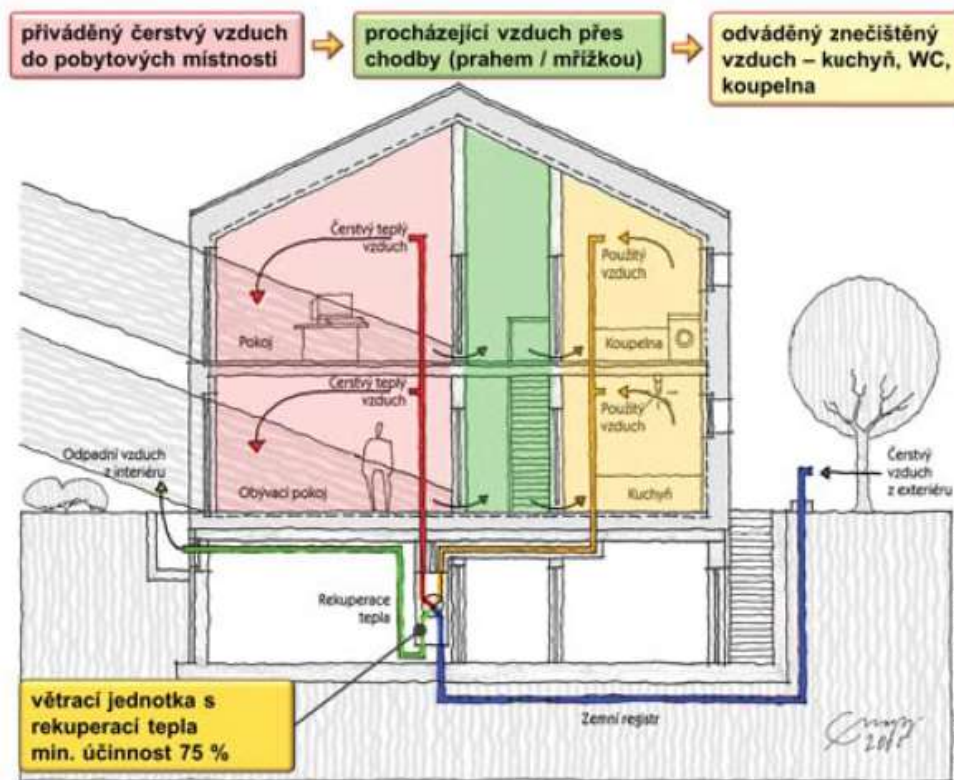 přiváděný čerstvý vzduch
do pobytových místností
procházející vzduch přes
chodby (prahem / mřížkou)
odváděný znečištěný
vzduch – kuchyň, WC,
koupelna
Čerstvý teplý
vzduch
Použitý
vzduch
Pokoj
Koupelna
Čerstvý teplý
vzduch
Použitý
vzduch
Odpadní vzduch
z interiéru
Čerstvý
vzduch
z exteriéru
Obývací pokoj
Kuchyň
Rekuperace
tepla
větrací jednotka s
rekuperací tepla
min. účinnost 75 %
Zemní registr